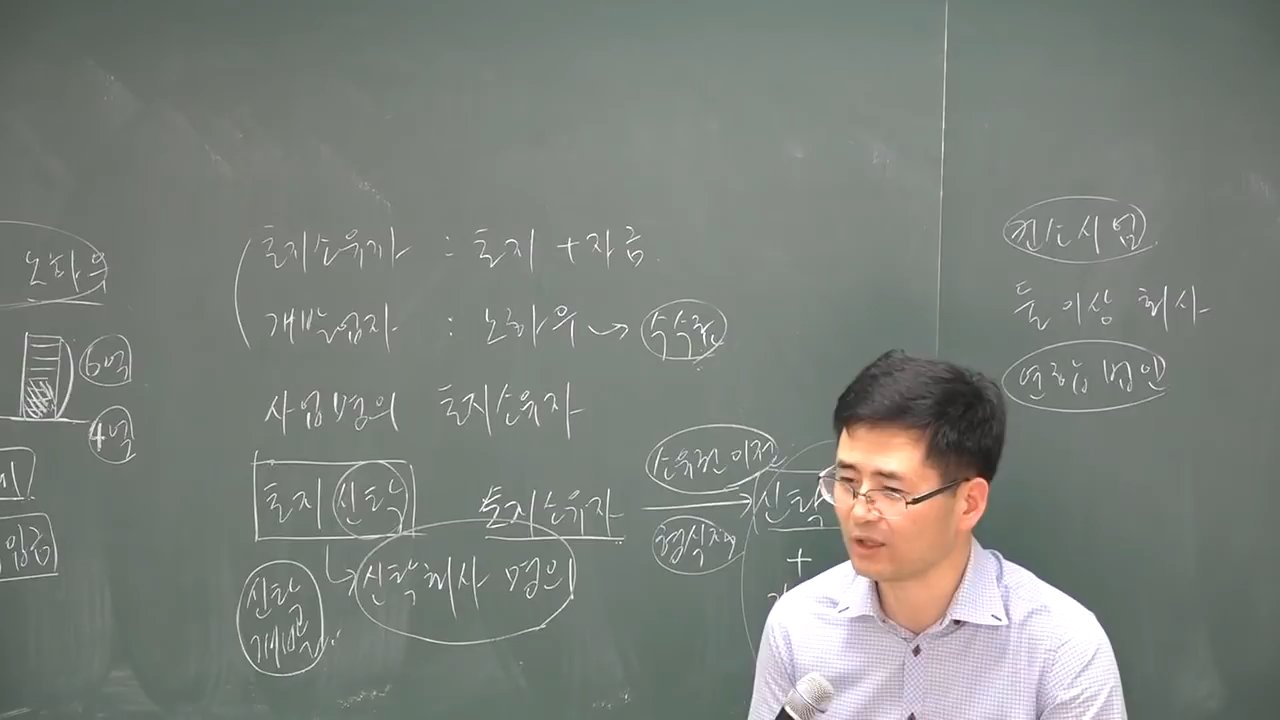 노하우
6억
4억
토지소유자 : 토지 + 자금
개발업자 : 노하우 → 수수료
사업명의 토지소유자
토지신탁
토지소유자
소유권 이전
형식적
신탁
+
신탁회사 명의
신탁
개발
컨소시엄
둘 이상 회사
연립법인